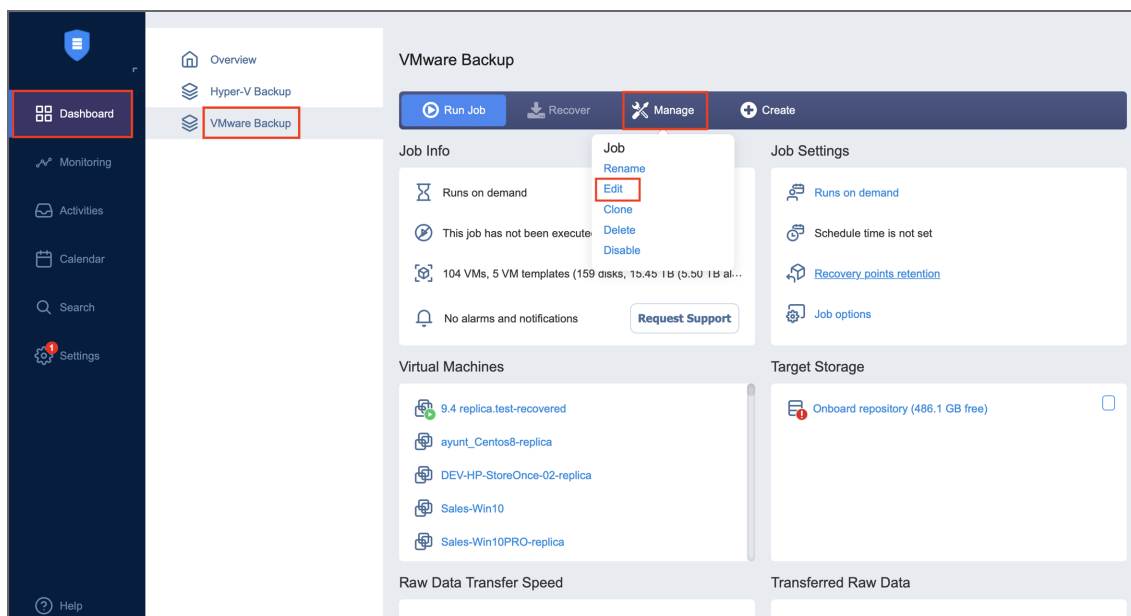 Dashboard
Monitoring
Activities
Calendar
Search
1
Settings
Help
Overview
Hyper-V Backup
VMware Backup
VMware Backup
Run Job
Recover
Manage
Create
Job Info
Runs on demand
This job has not been execute
104 VMs, 5 VM templates (159 disks, 15.45 TB (5.50 TB al...
No alarms and notifications
Request Support
Job
Rename
Edit
Clone
Delete
Disable
Job Settings
Runs on demand
Schedule time is not set
Recovery points retention
Job options
Virtual Machines
9.4 replica.test-recovered
ayunt_Centos8-replica
DEV-HP-StoreOnce-02-replica
Sales-Win10
Sales-Win10PRO-replica
Target Storage
Onboard repository (486.1 GB free)
Raw Data Transfer Speed
Transferred Raw Data